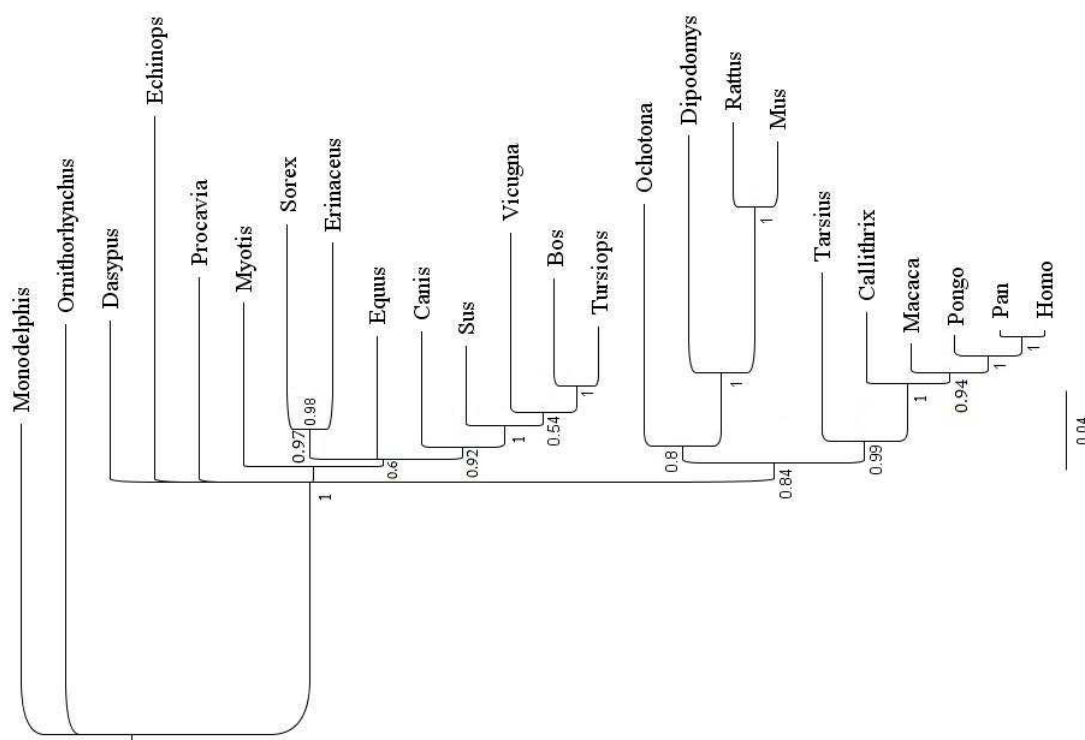 Monodelphis
Ornithorhynchus
Dasypus
Echinops
Procavia
Myotis
Sorex
Erinaceus
Equus
Canis
Sus
Vicugna
Bos
Tursiops
Ochotona
Dipodomys
Rattus
Mus
Tarsius
Callithrix
Macaca
Pongo
Pan
Homo
0.97
0.98
1
0.6
0.92
1
0.54
1
0.8
1
1
0.84
0.99
1
0.94
1
1
0.04